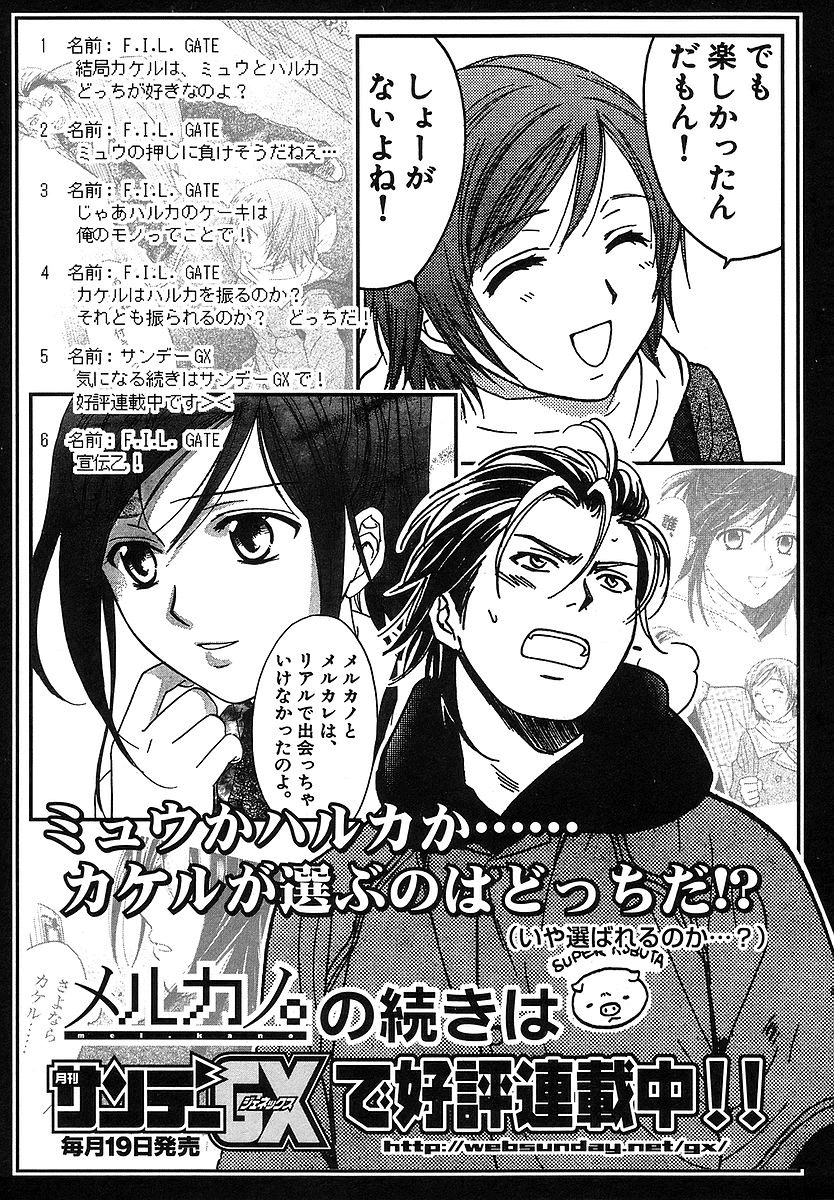 でも
楽しかったん
だもん！
しょーが
ないよね！
1 名前：F.I.L. GATE
結局カケルは、ミュウとハルカ
どっちが好きなのよ？
2 名前：F.I.L. GATE
ミュウの押しに負けそうだねえ…
3 名前：F.I.L. GATE
じゃあハルカのケーキは
俺のモノってことで！
4 名前：F.I.L. GATE
カケルはハルカを振るのか？
それとも振られるのか？　どっちだ！
5 名前：サンデーGX
気になる続きはサンデーGXで！
好評連載中です＞＜
6 名前：F.I.L. GATE
宣伝乙！
メルカノと
メルカレは、
リアルで出会っちゃ
いけなかったのよ。
ミュウかハルカか……
カケルが選ぶのはどっちだ!?
（いや選ばれるのか…？）
SUPER KOBUTA
さよなら
カケル……
メルカノ。の続きは
mel.kano
月刊サンデーGX ジェネックス で好評連載中!!
毎月19日発売
http://websunday.net/gx/